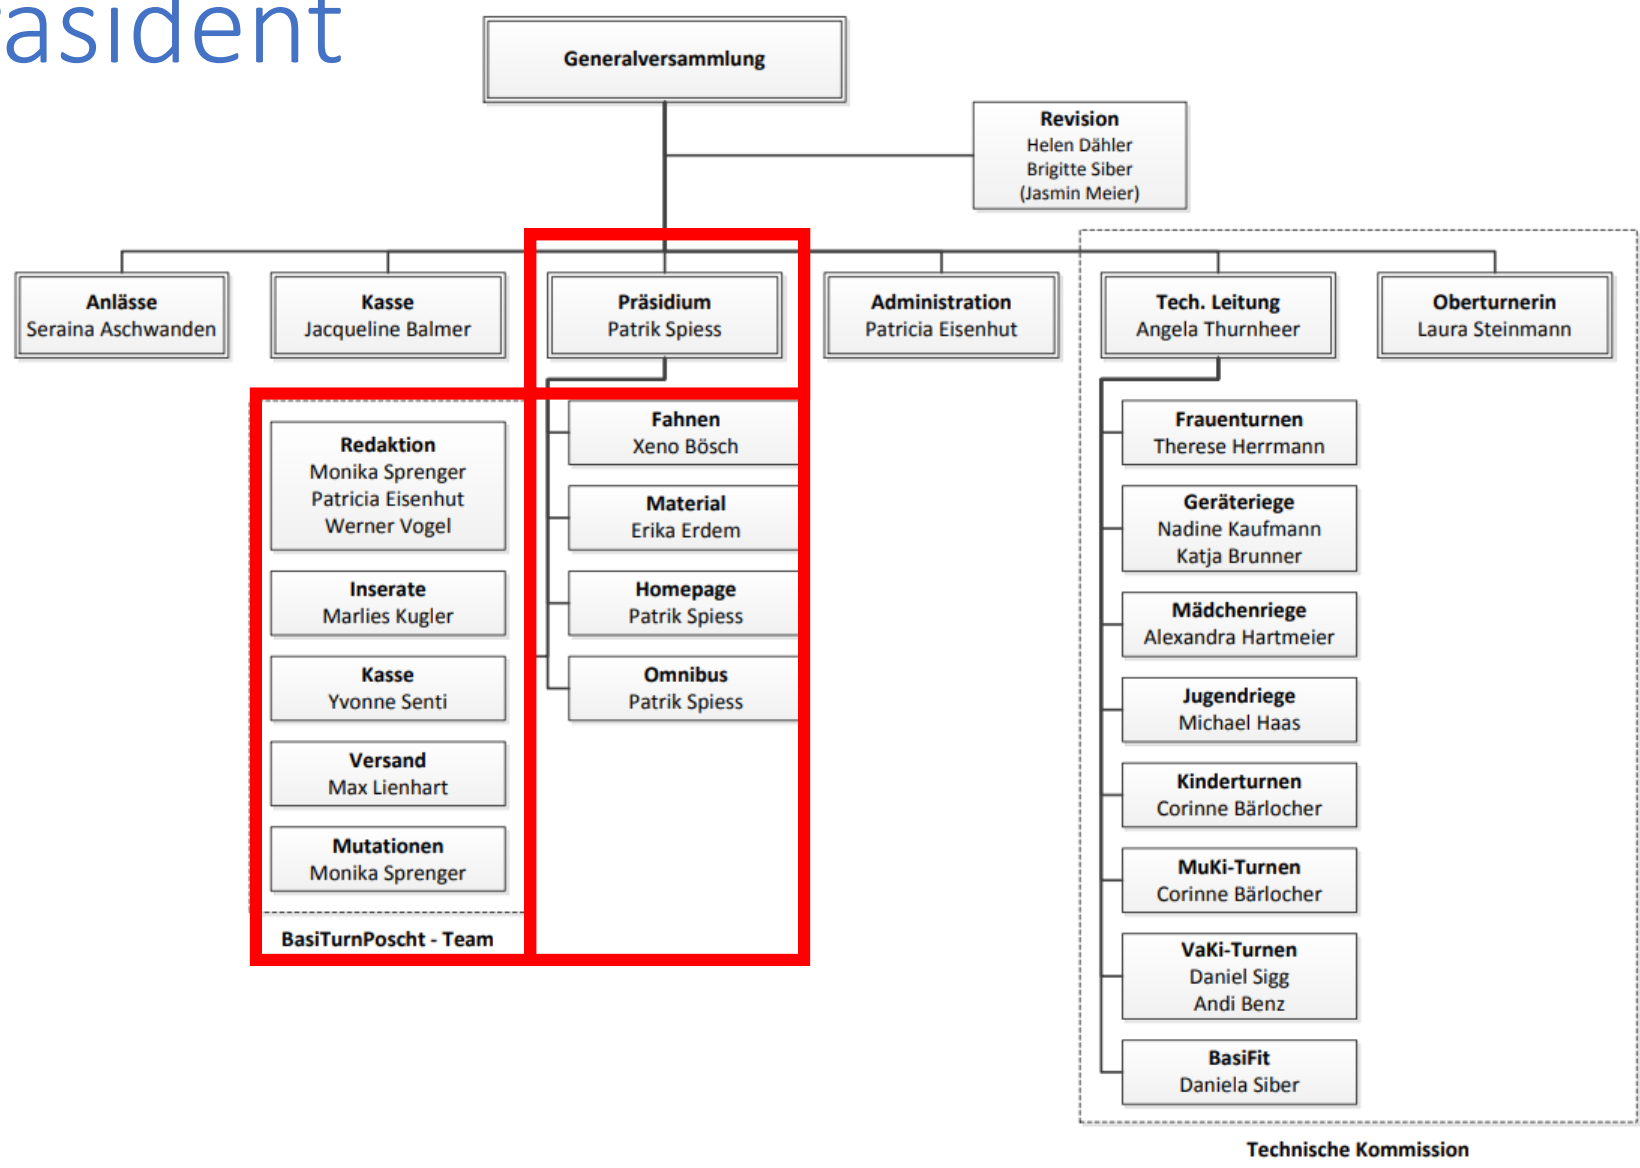 räsident
Generalversammlung
Revision
Helen Dähler
Brigitte Siber
(Jasmin Meier)
Anlässe
Seraina Aschwanden
Kasse
Jacqueline Balmer
Präsidium
Patrik Spiess
Administration
Patricia Eisenhut
Tech. Leitung
Angela Thurnheer
Oberturnerin
Laura Steinmann
Redaktion
Monika Sprenger
Patricia Eisenhut
Werner Vogel
Inserate
Marlies Kugler
Kasse
Yvonne Senti
Versand
Max Lienhart
Mutationen
Monika Sprenger
BasiTurnPoscht - Team
Fahnen
Xeno Bösch
Material
Erika Erdem
Homepage
Patrik Spiess
Omnibus
Patrik Spiess
Frauenturnen
Therese Herrmann
Geräteriege
Nadine Kaufmann
Katja Brunner
Mädchenriege
Alexandra Hartmeier
Jugendriege
Michael Haas
Kinderturnen
Corinne Bärlocher
MuKi-Turnen
Corinne Bärlocher
VaKi-Turnen
Daniel Sigg
Andi Benz
BasiFit
Daniela Siber
Technische Kommission